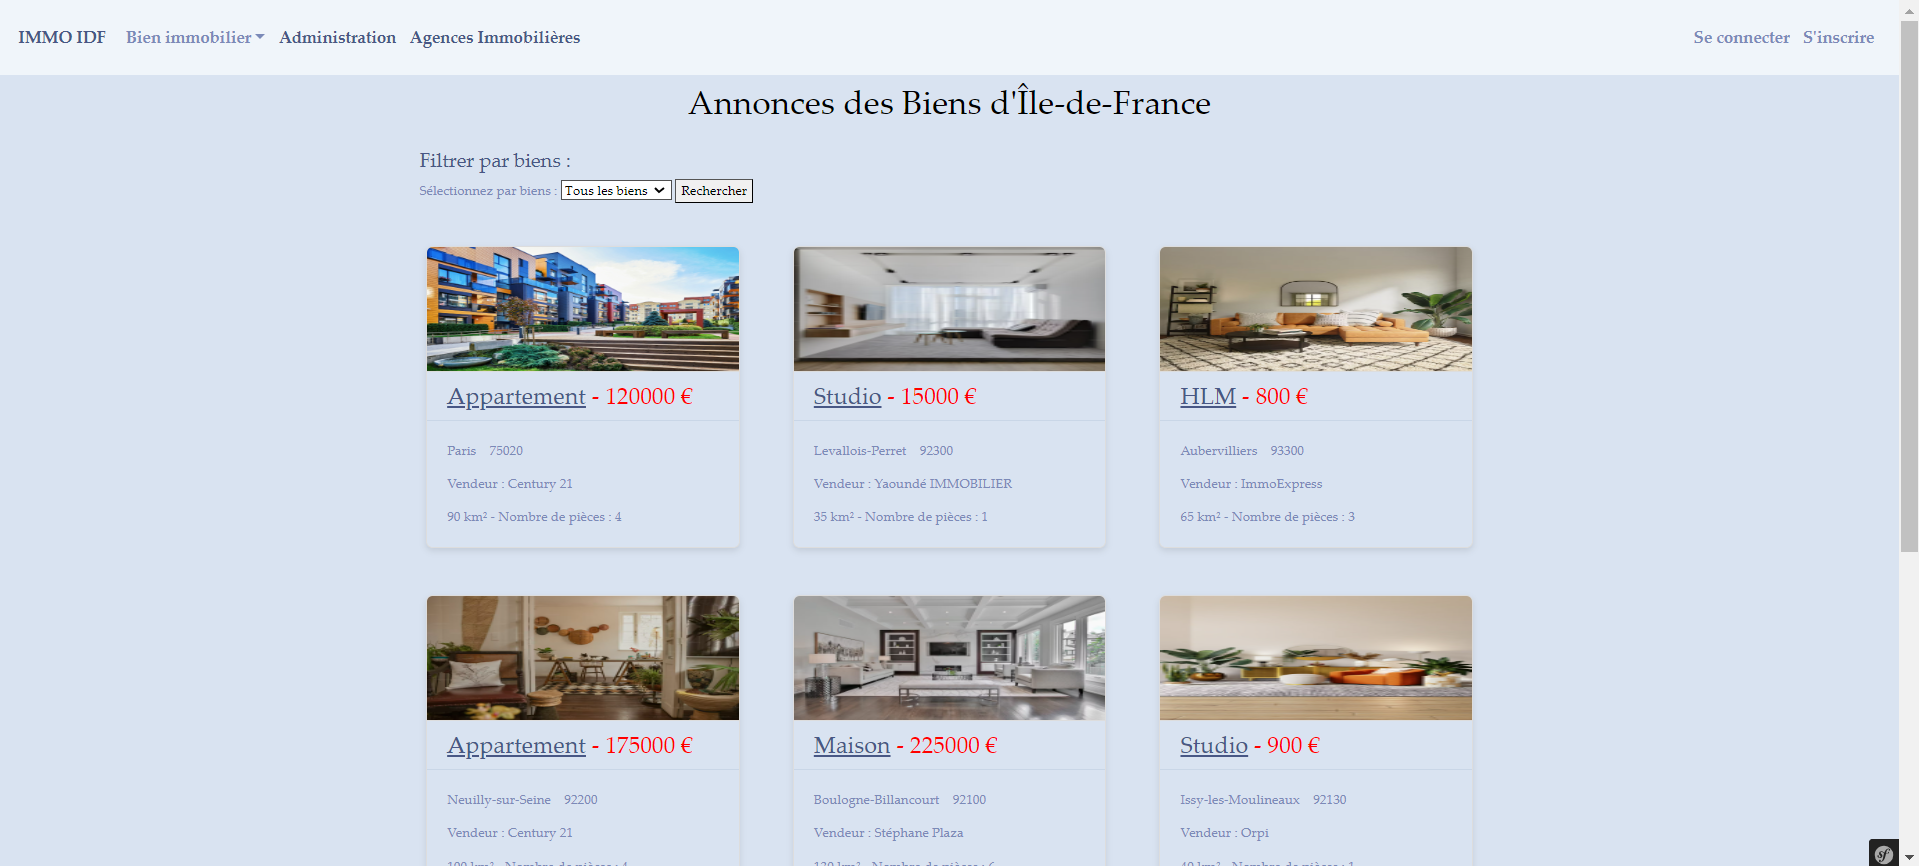 IMMO IDF Bien immobilier Administration Agences Immobilières Se connecter S'inscrire
Annonces des Biens d'Île-de-France
Filtrer par biens :
Sélectionnez par biens : Tous les biens Rechercher
Appartement - 120000 €
Paris 75020
Vendeur : Century 21
90 km² - Nombre de pièces : 4
Studio - 15000 €
Levallois-Perret 92300
Vendeur : Yaoundé IMMOBILIER
35 km² - Nombre de pièces : 1
HLM - 800 €
Aubervilliers 93300
Vendeur : ImmoExpress
65 km² - Nombre de pièces : 3
Appartement - 175000 €
Neuilly-sur-Seine 92200
Vendeur : Century 21
Maison - 225000 €
Boulogne-Billancourt 92100
Vendeur : Stéphane Plaza
Studio - 900 €
Issy-les-Moulineaux 92130
Vendeur : Orpi
sf